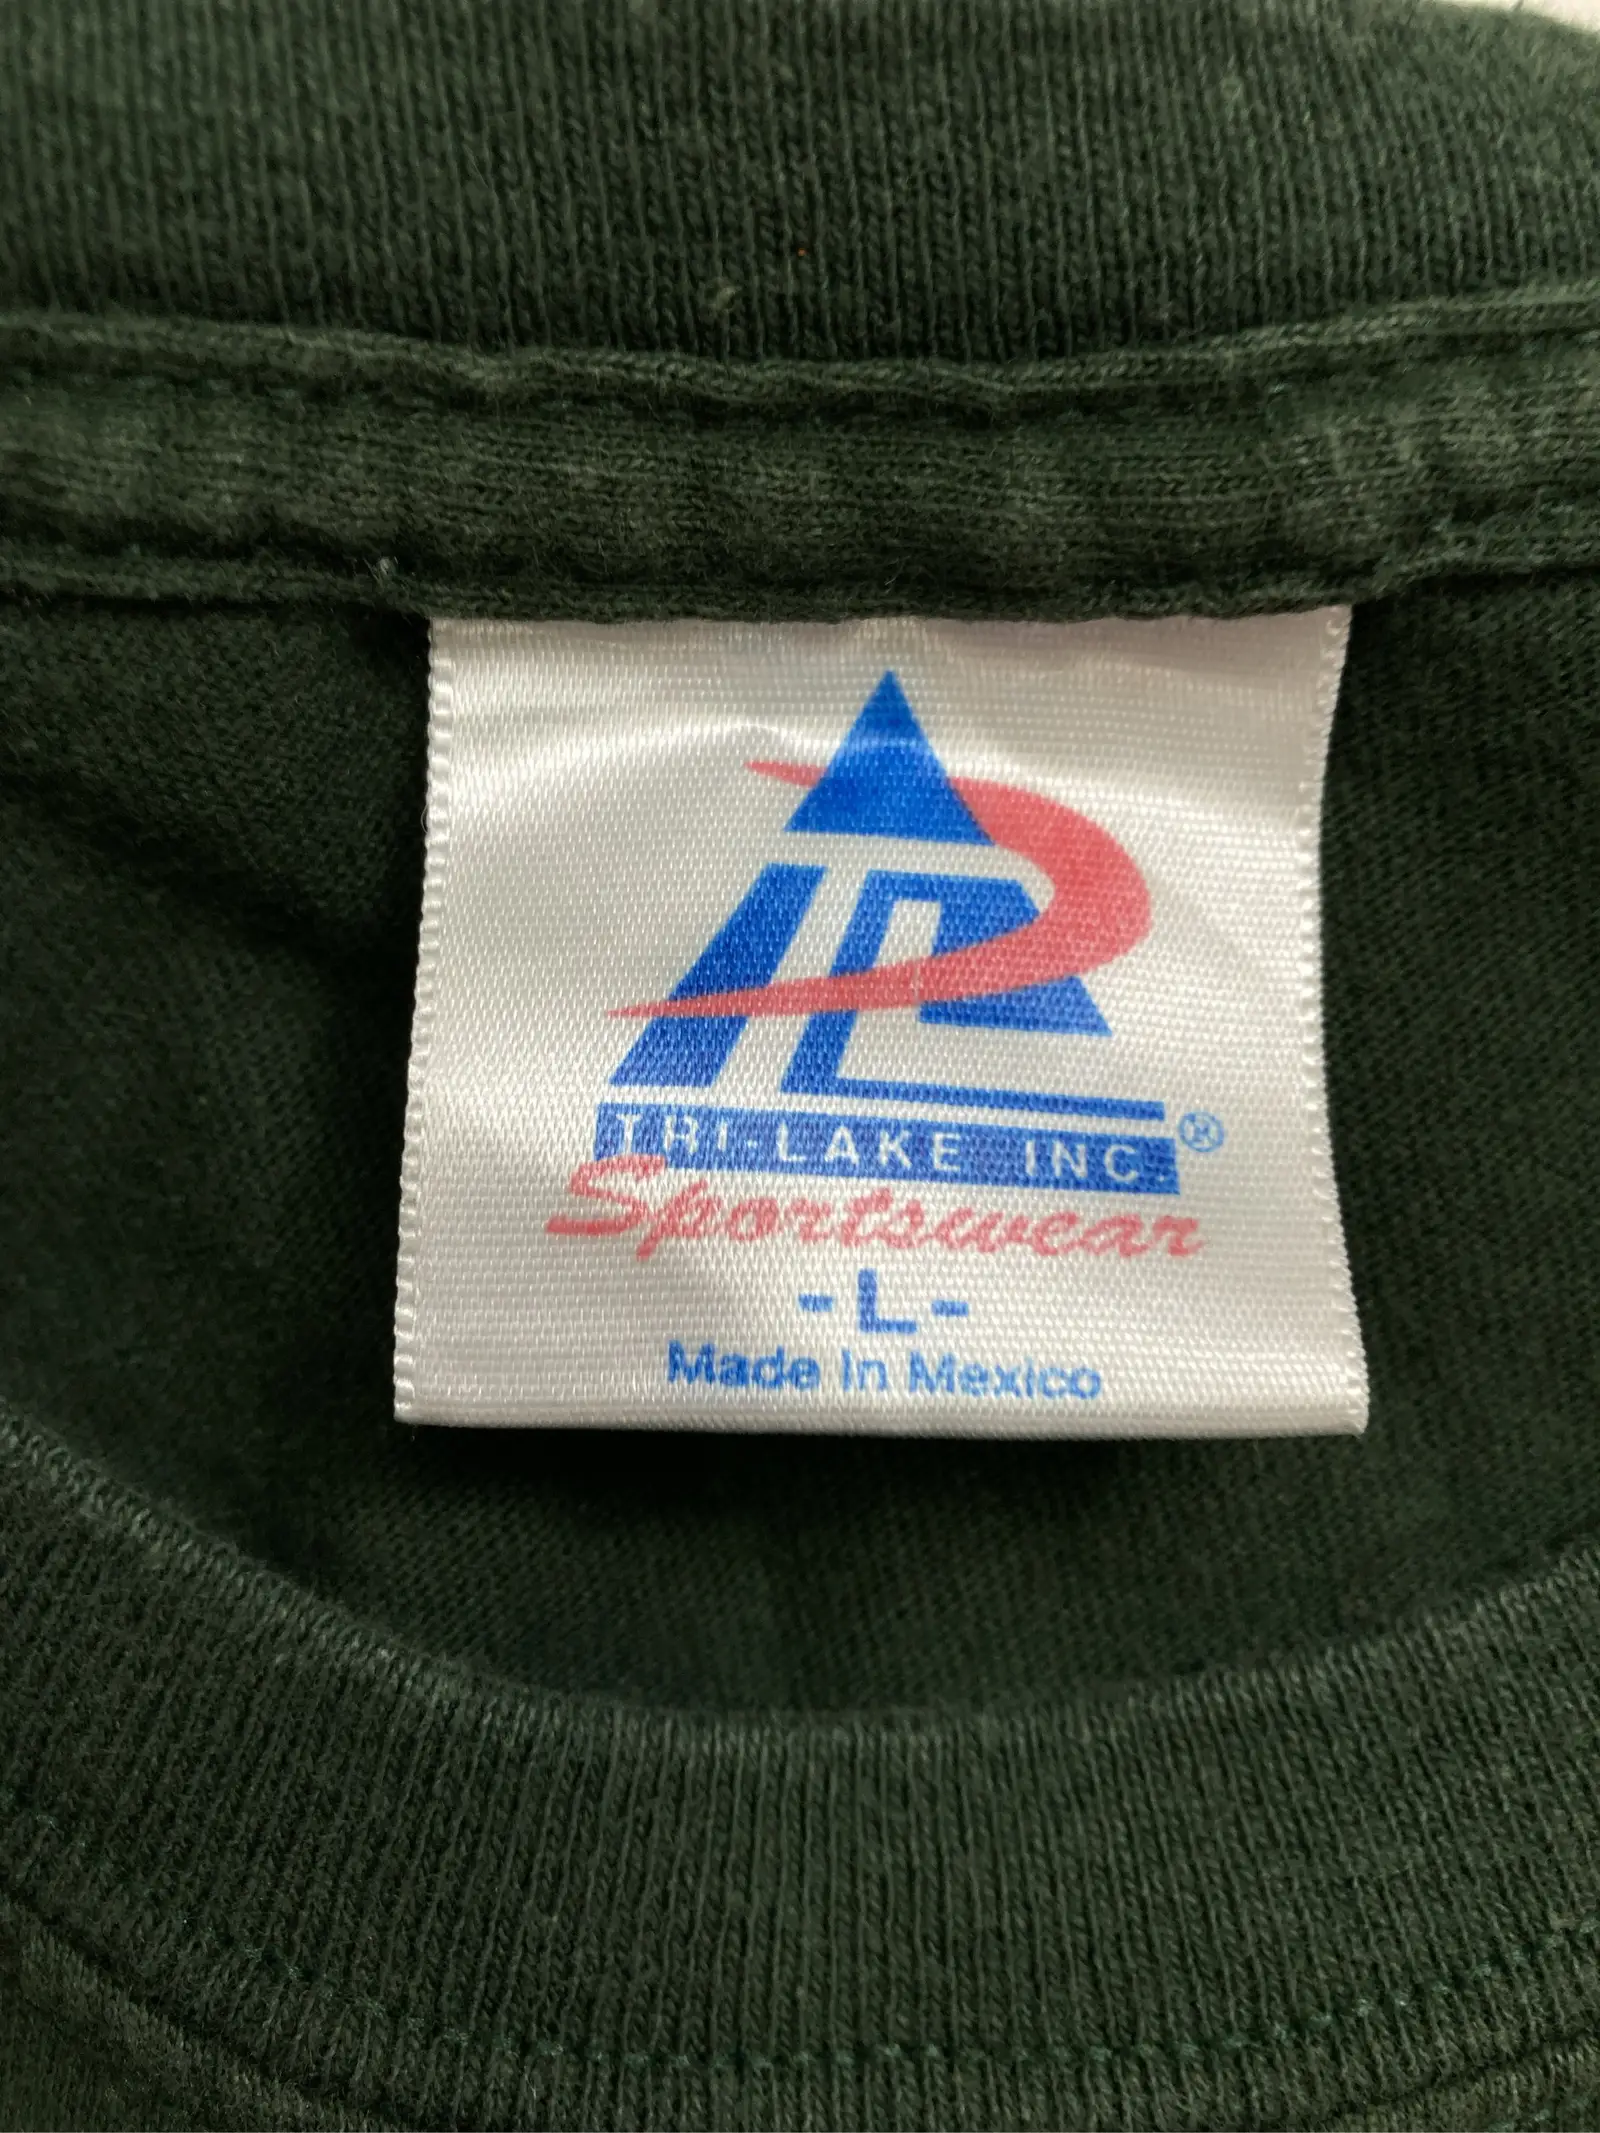 TRI-LAKE INC.®
Sportswear
-L-
Made In Mexico